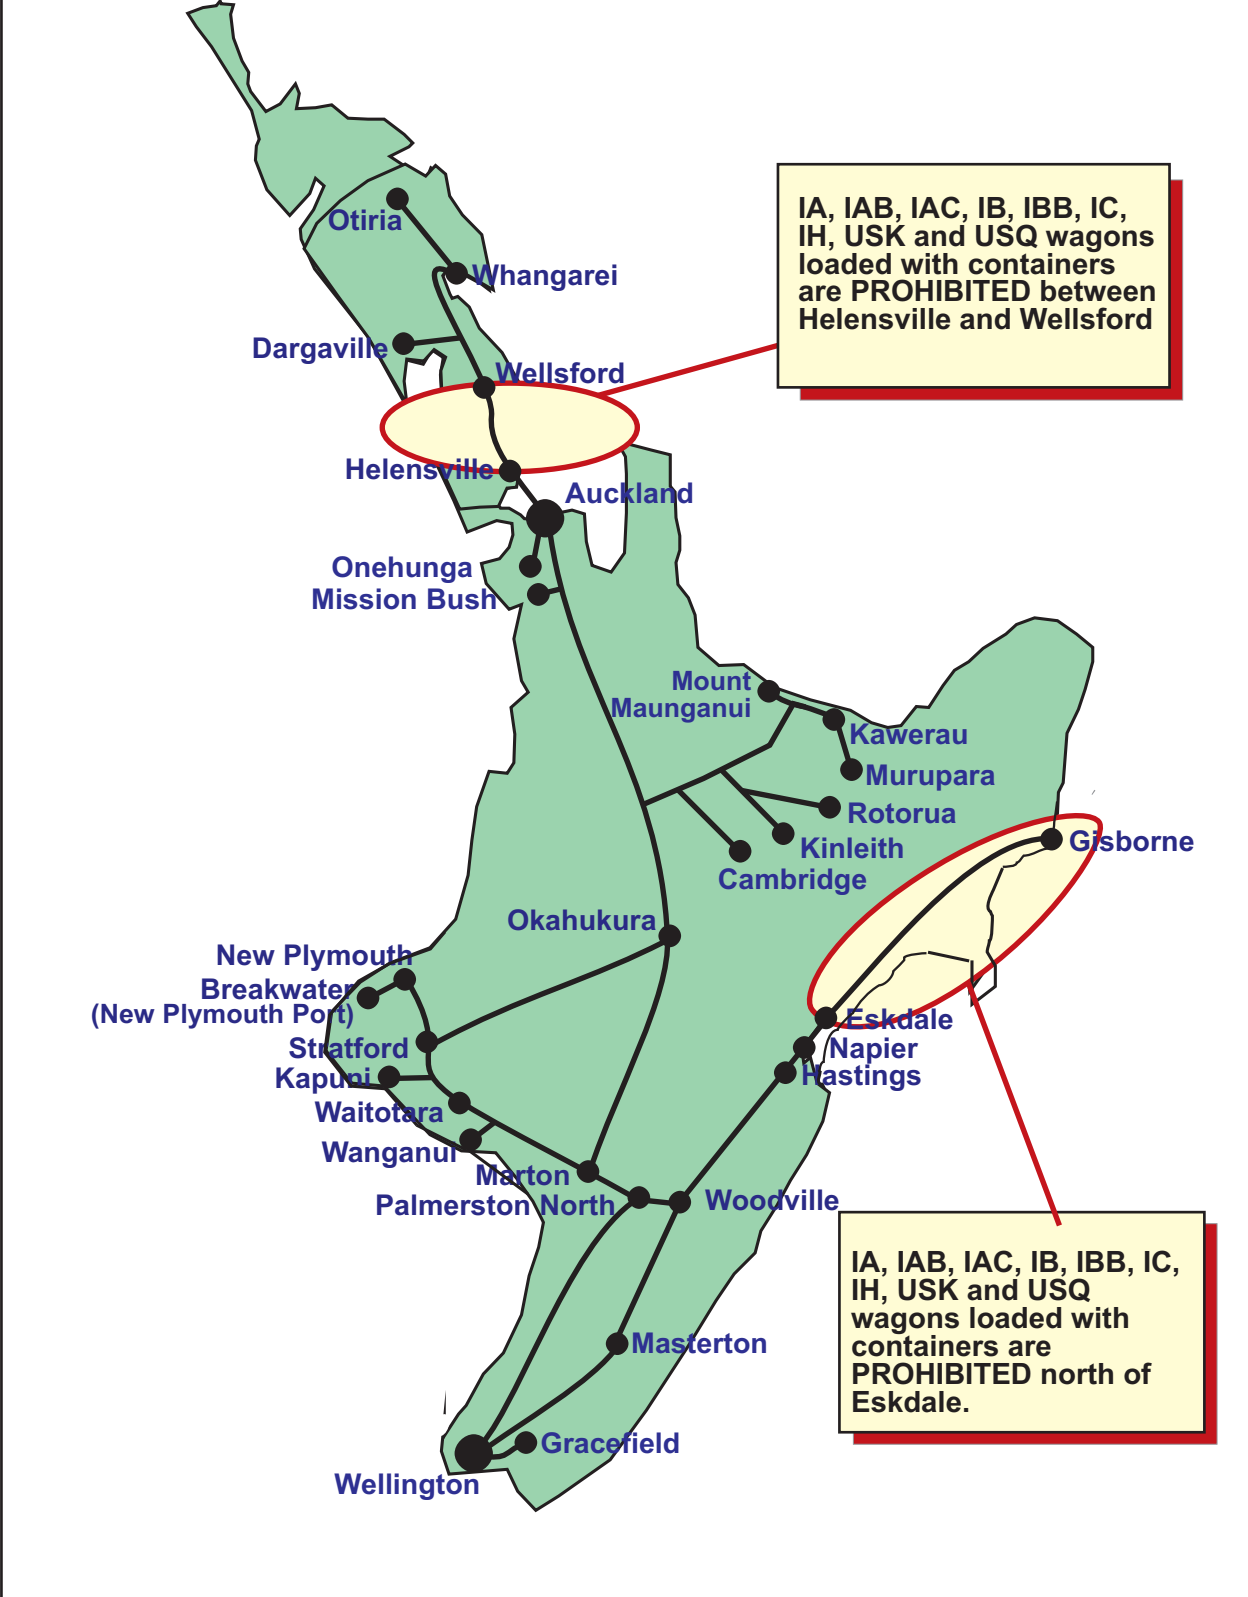 Otiria
Whangarei
Dargaville
Wellsford
IA, IAB, IAC, IB, IBB, IC,
IH, USK and USQ wagons
loaded with containers
are PROHIBITED between
Helensville and Wellsford
Helensville
Auckland
Onehunga
Mission Bush
Mount
Maunganui
Kawerau
Murupara
Rotorua
Kinleith
Cambridge
Gisborne
Okahukura
New Plymouth
Breakwater
(New Plymouth Port)
Stratford
Kapuni
Waitotara
Wanganui
Marton
Palmerston North
Eskdale
Napier
Hastings
Woodville
IA, IAB, IAC, IB, IBB, IC,
IH, USK and USQ
wagons loaded with
containers are
PROHIBITED north of
Eskdale.
Masterton
Gracefield
Wellington